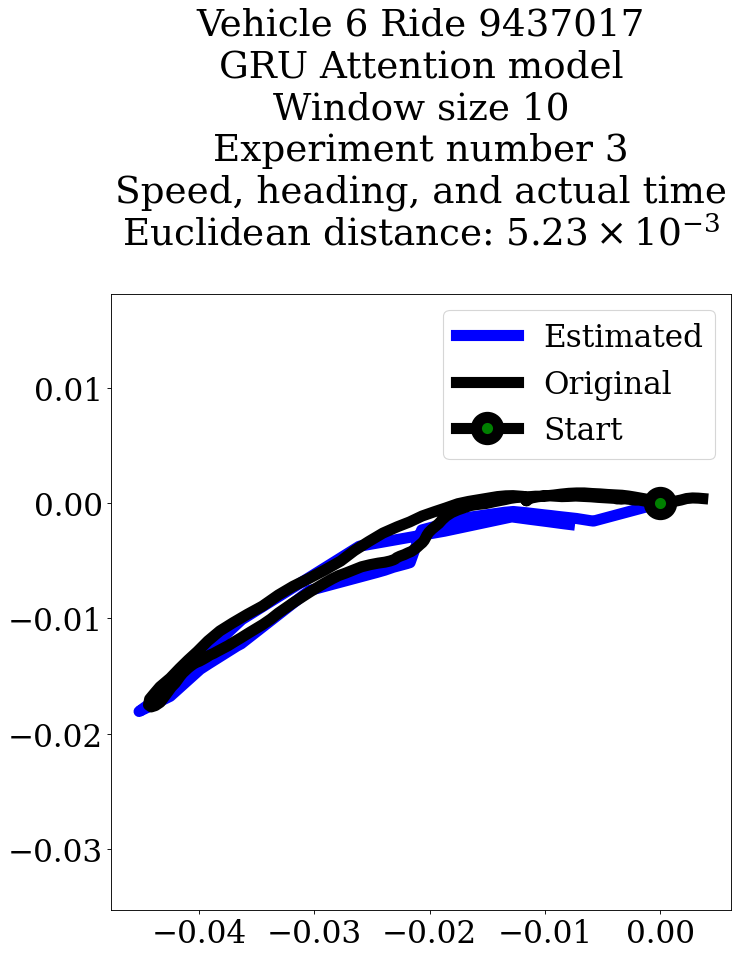 Vehicle 6 Ride 9437017
GRU Attention model
Window size 10
Experiment number 3
Speed, heading, and actual time
Euclidean distance: 5.23 × 10⁻³
Estimated
Original
Start
0.01
0.00
−0.01
−0.02
−0.03
−0.04 −0.03 −0.02 −0.01 0.00